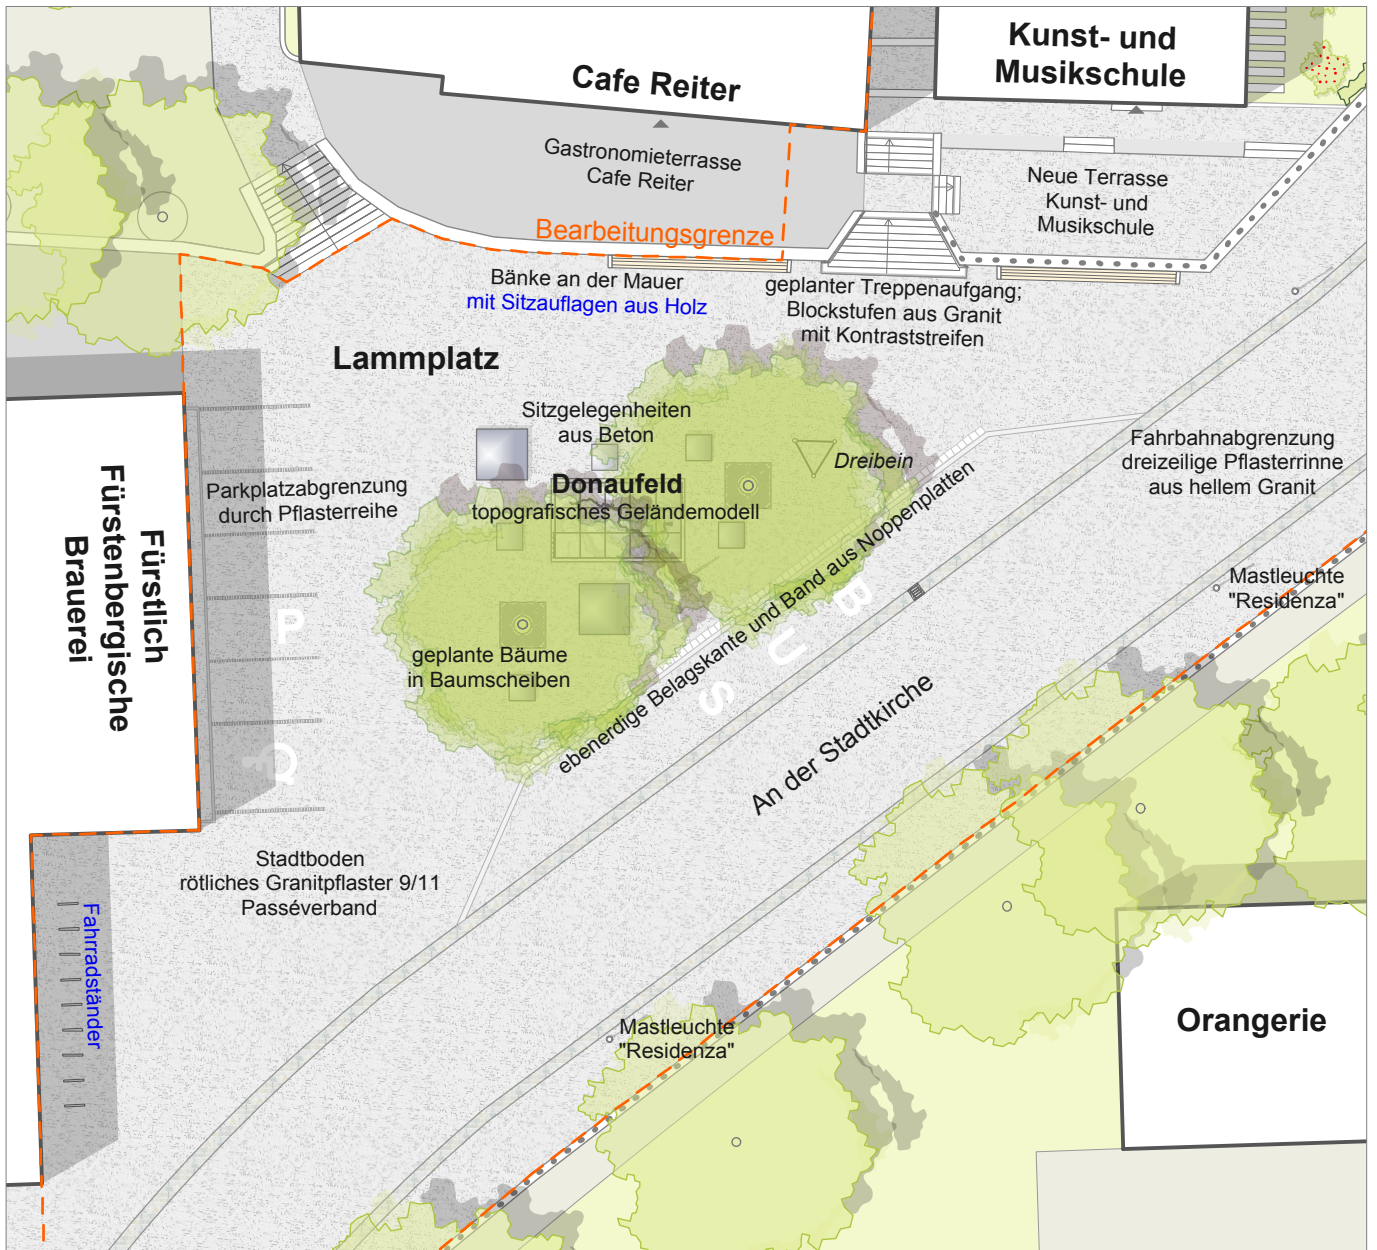 Kunst- und
Musikschule
Cafe Reiter
Gastronomieterrasse
Cafe Reiter
Neue Terrasse
Kunst- und
Musikschule
Bearbeitungsgrenze
Bänke an der Mauer
mit Sitzauflagen aus Holz
geplanter Treppenaufgang;
Blockstufen aus Granit
mit Kontraststreifen
Lammplatz
Sitzgelegenheiten
aus Beton
Dreibein
Fahrbahnabgrenzung
dreizeilige Pflasterrinne
aus hellem Granit
Donaufeld
topografisches Geländemodell
Parkplatzabgrenzung
durch Pflasterreihe
Fürstlich
Fürstenbergische
Brauerei
Mastleuchte
"Residenza"
P
BUS
geplante Bäume
in Baumscheiben
ebenerdige Belagskante und Band aus Noppenplatten
An der Stadtkirche
Stadtboden
rötliches Granitpflaster 9/11
Passéverband
Fahrradständer
Mastleuchte
"Residenza"
Orangerie